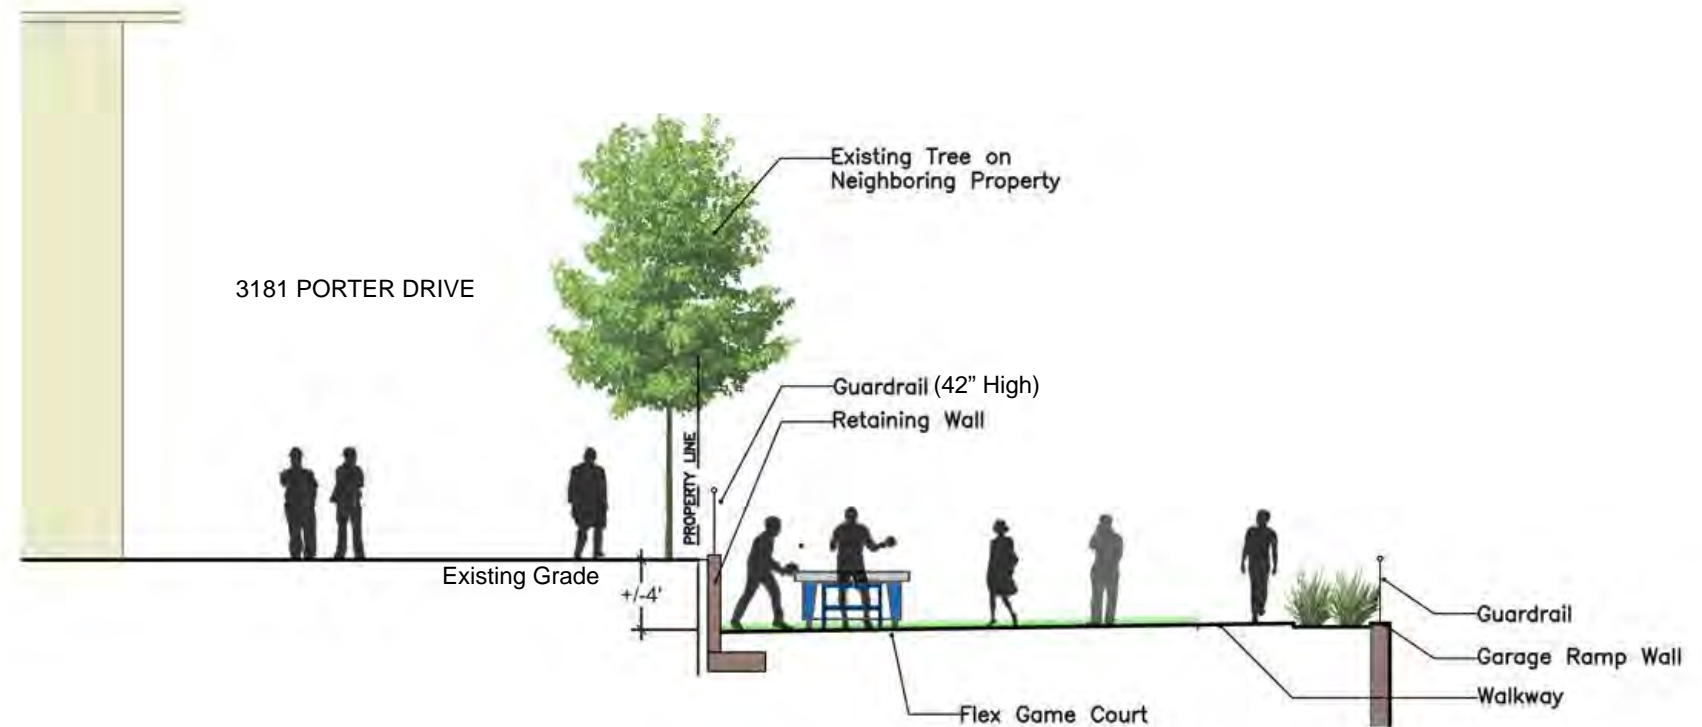 Existing Tree on
Neighboring Property
3181 PORTER DRIVE
Guardrail (42” High)
Retaining Wall
PROPERTY LINE
Existing Grade
+/-4'
Guardrail
Garage Ramp Wall
Walkway
Flex Game Court